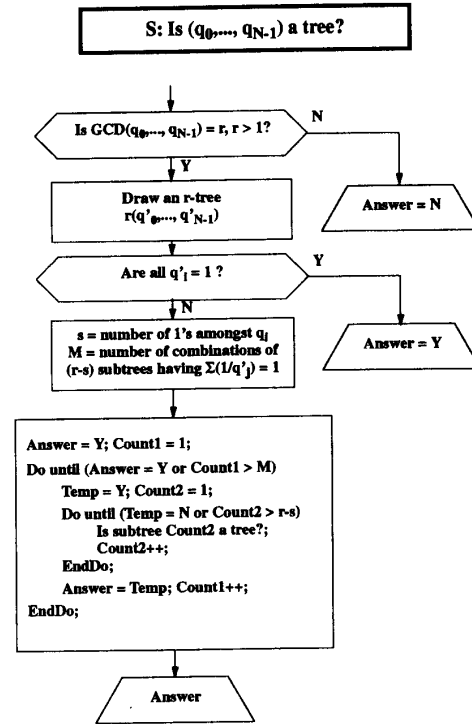 S: Is (q0,..., qN-1) a tree?
Is GCD(q0,..., qN-1) = r, r > 1?
N
Y
Draw an r-tree
r(q'0,..., q'N-1)
Answer = N
Are all q'i = 1 ?
Y
N
s = number of 1's amongst qi
M = number of combinations of
(r-s) subtrees having Σ(1/q'j) = 1
Answer = Y
Answer = Y; Count1 = 1;
Do until (Answer = Y or Count1 > M)
Temp = Y; Count2 = 1;
Do until (Temp = N or Count2 > r-s)
Is subtree Count2 a tree?;
Count2++;
EndDo;
Answer = Temp; Count1++;
EndDo;
Answer